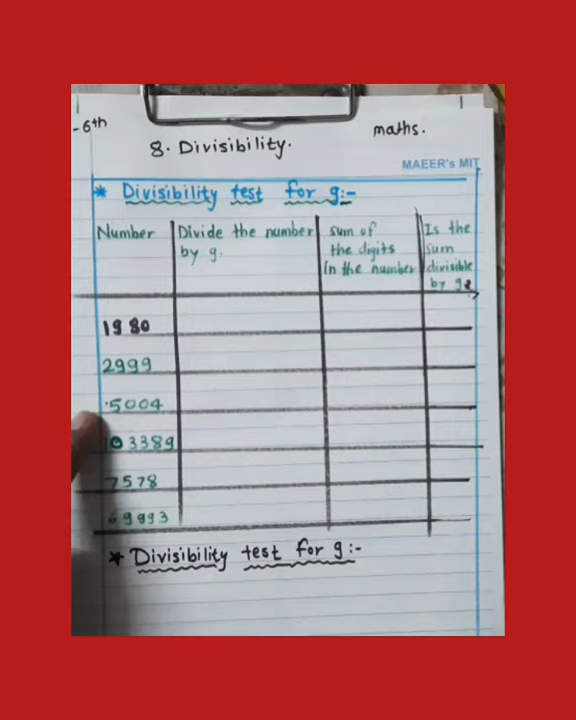 -6th
maths.
8. Divisibility.
MAEER's MIT
* Divisibility test for 9:-
Number
Divide the number
by 9.
sum of
the digits
in the number
Is the
sum
divisible
by 9?
1980
2999
5004
103389
7578
69993
* Divisibility test for 9:-